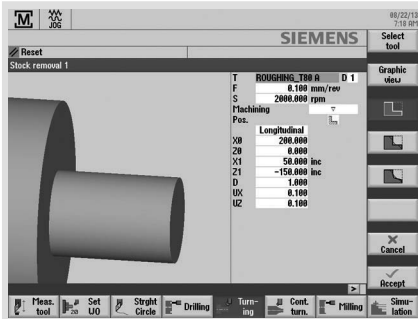 M
JOG
08/22/13
7:18 AM
SIEMENS
Select
tool
Reset
Stock removal 1
Graphic
view
T ROUGHING_T80 A D 1
F 0.100 mm/rev
S 2000.000 rpm
Machining ▽
Pos.
Longitudinal
X0 200.000
Z0 0.000
X1 50.000 inc
Z1 -150.000 inc
D 1.000
UX 0.100
UZ 0.100
Cancel
Accept
>
Meas.
tool
Set
WO
Strght
Circle
Drilling
Turn-
ing
Cont.
turn.
Milling
Simu-
lation